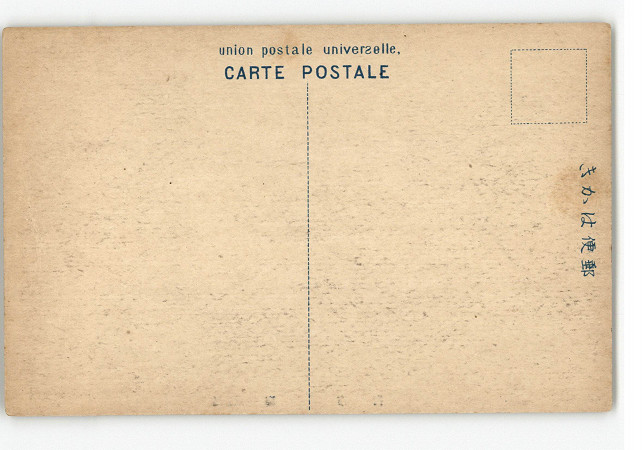 union postale universelle.
CARTE POSTALE
郵便はかき